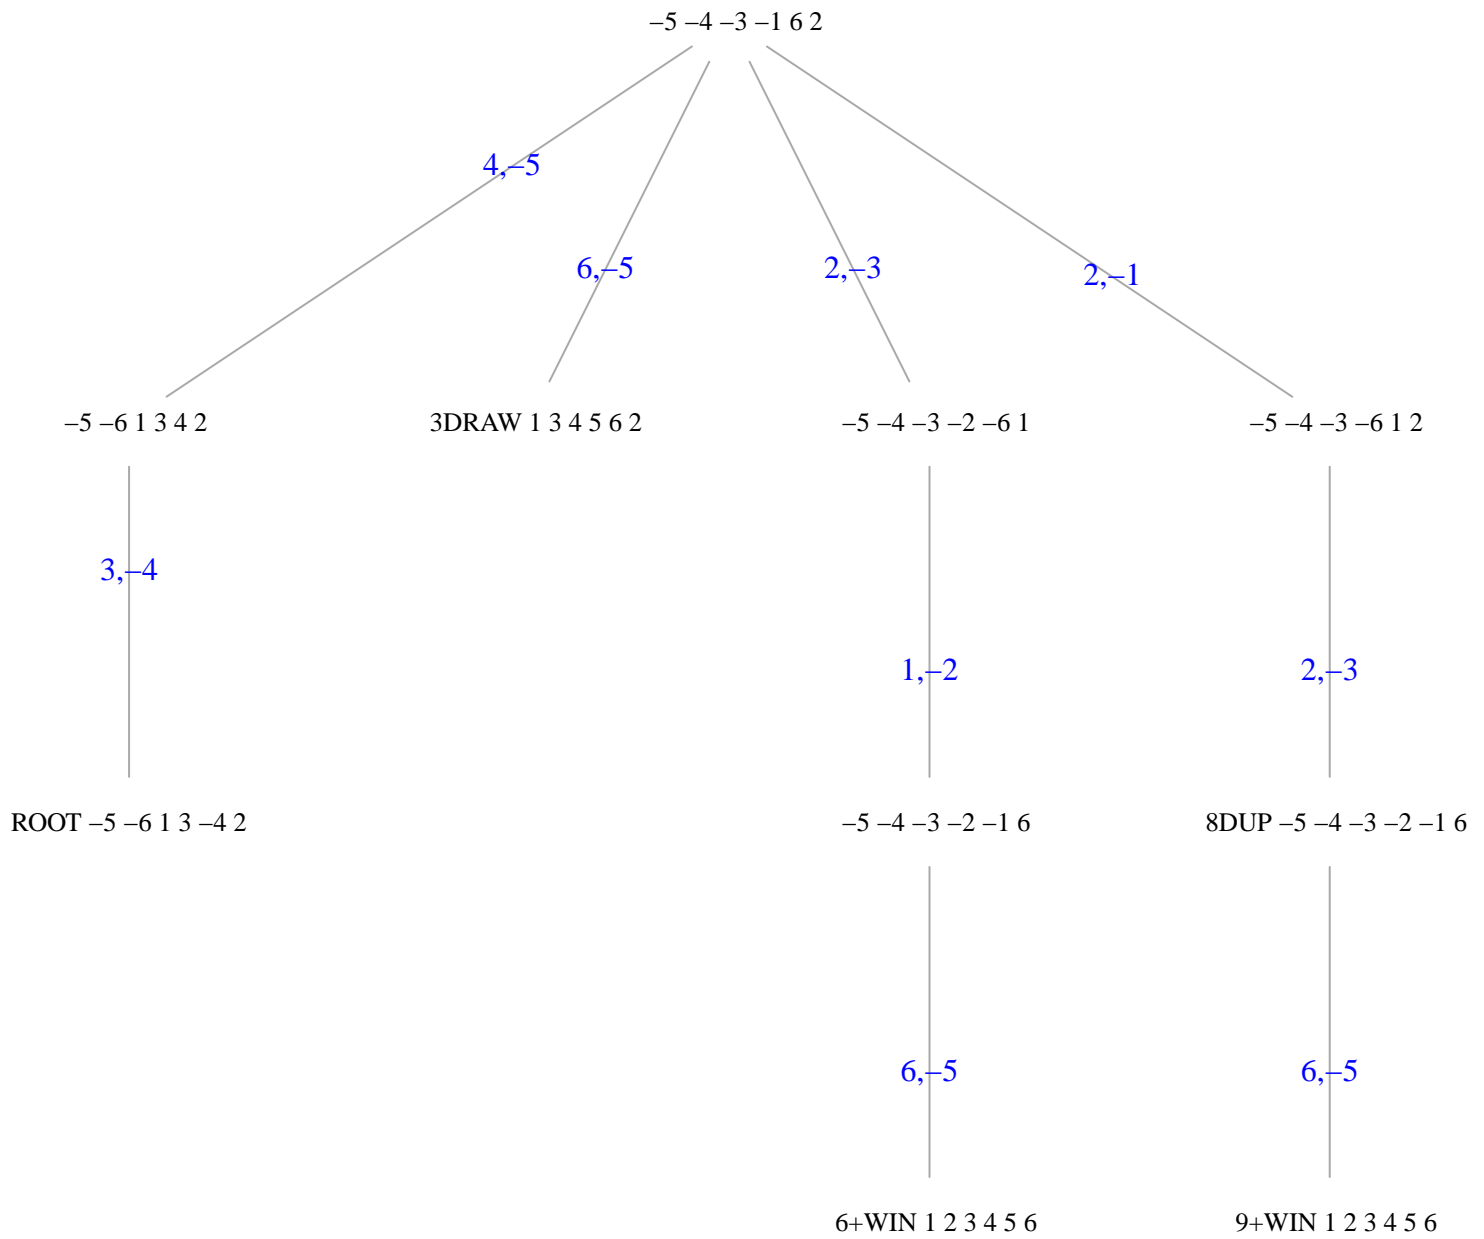 –5 –4 –3 –1 6 2
4,–5
6,–5
2,–3
2,–1
–5 –6 1 3 4 2
3DRAW 1 3 4 5 6 2
–5 –4 –3 –2 –6 1
–5 –4 –3 –6 1 2
3,–4
1,–2
2,–3
ROOT –5 –6 1 3 –4 2
–5 –4 –3 –2 –1 6
8DUP –5 –4 –3 –2 –1 6
6,–5
6,–5
6+WIN 1 2 3 4 5 6
9+WIN 1 2 3 4 5 6